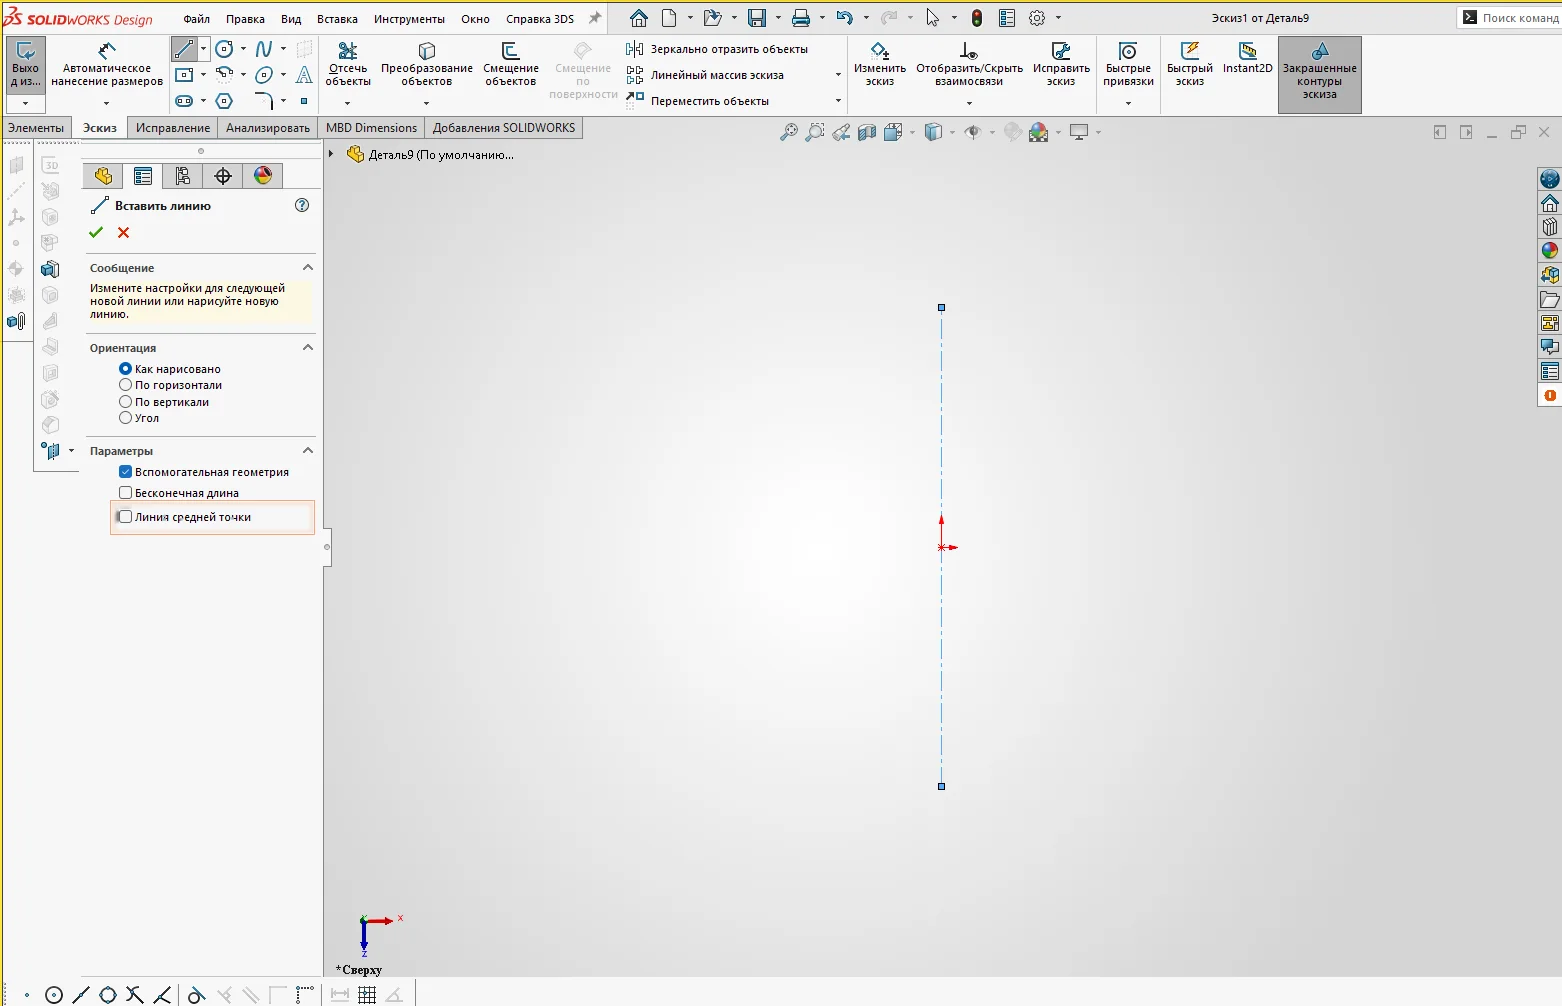 SOLIDWORKS Design
Файл Правка Вид Вставка Инструменты Окно Справка 3DS
Эскиз1 от Деталь9
Поиск команд
Выхо
д из...
Автоматическое
нанесение размеров
Отсечь
объекты
Преобразование
объектов
Смещение
объектов
Смещение
по
поверхности
Зеркально отразить объекты
Линейный массив эскиза
Переместить объекты
Изменить
эскиз
Отобразить/Скрыть
взаимосвязи
Исправить
эскиз
Быстрые
привязки
Быстрый
эскиз
Instant2D
Закрашенные
контуры
эскиза
Элементы Эскиз Исправление Анализировать MBD Dimensions Добавления SOLIDWORKS
Деталь9 (По умолчанию...
3D
Вставить линию
Сообщение
Измените настройки для следующей
новой линии или нарисуйте новую
линию.
Ориентация
Как нарисовано
По горизонтали
По вертикали
Угол
Параметры
Вспомогательная геометрия
Бесконечная длина
Линия средней точки
X
Z
*Сверху